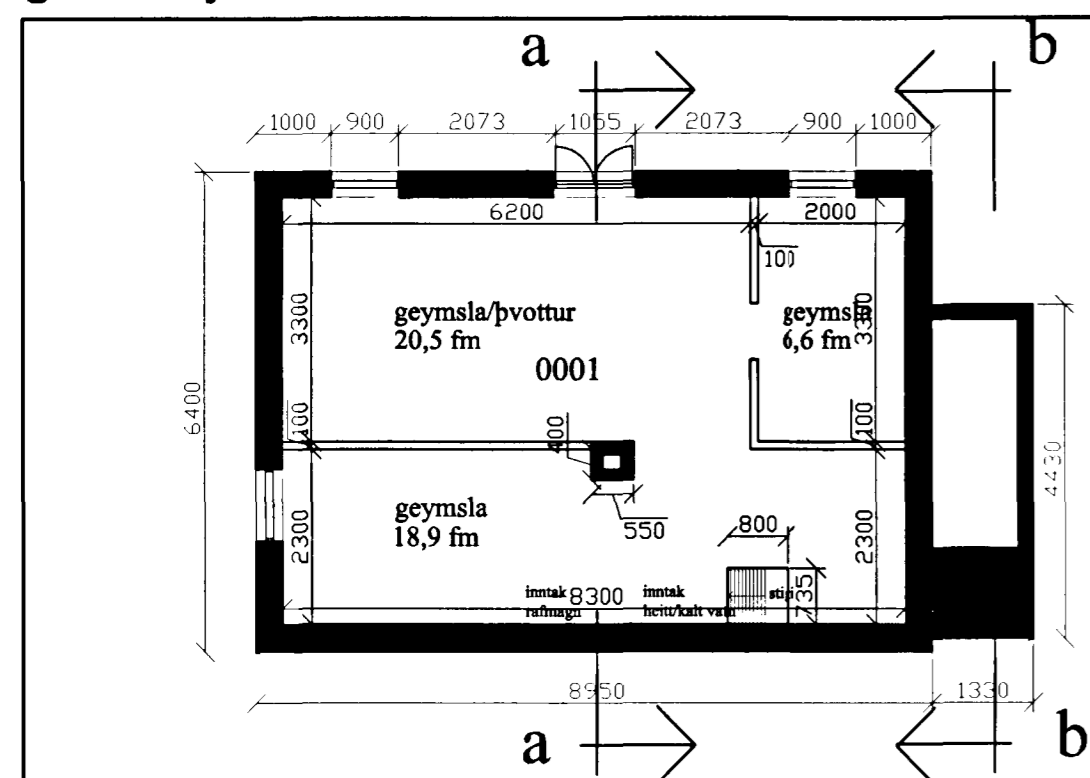 a b
1000 900 2073 1055 2073 900 1000
6200 2000
100
geymsla/þvottur
20,5 fm
geymsla
6,6 fm
3300 3300
0001
6400
100 400 100
4430
geymsla
18,9 fm
550 800
2300 2300
735
inntak
rafmagn
8300
inntak
heitt/kalt vatn
stigi
8950 1330
a b